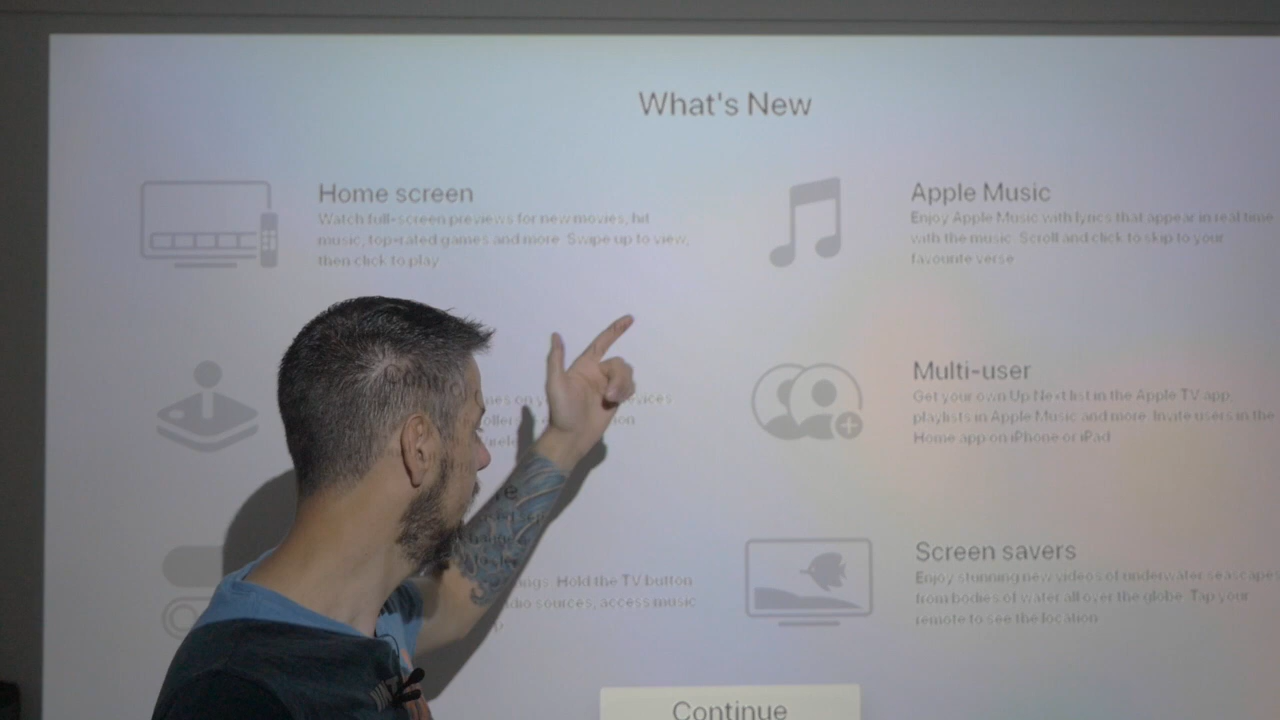 What's New
Home screen
Watch full-screen previews for new movies, hit
music, top-rated games and more. Swipe up to view,
then click to play.
Apple Music
Enjoy Apple Music with lyrics that appear in real time
with the music. Scroll and click to skip to your
favourite verse.
on
Multi-user
Get your own Up Next list in the Apple TV app,
playlists in Apple Music and more. Invite users in the
Home app on iPhone or iPad.
Hold the TV button
sources, access music
Screen savers
Enjoy stunning new videos of underwater seascapes
from bodies of water all over the globe. Tap your
remote to see the location.
Continue